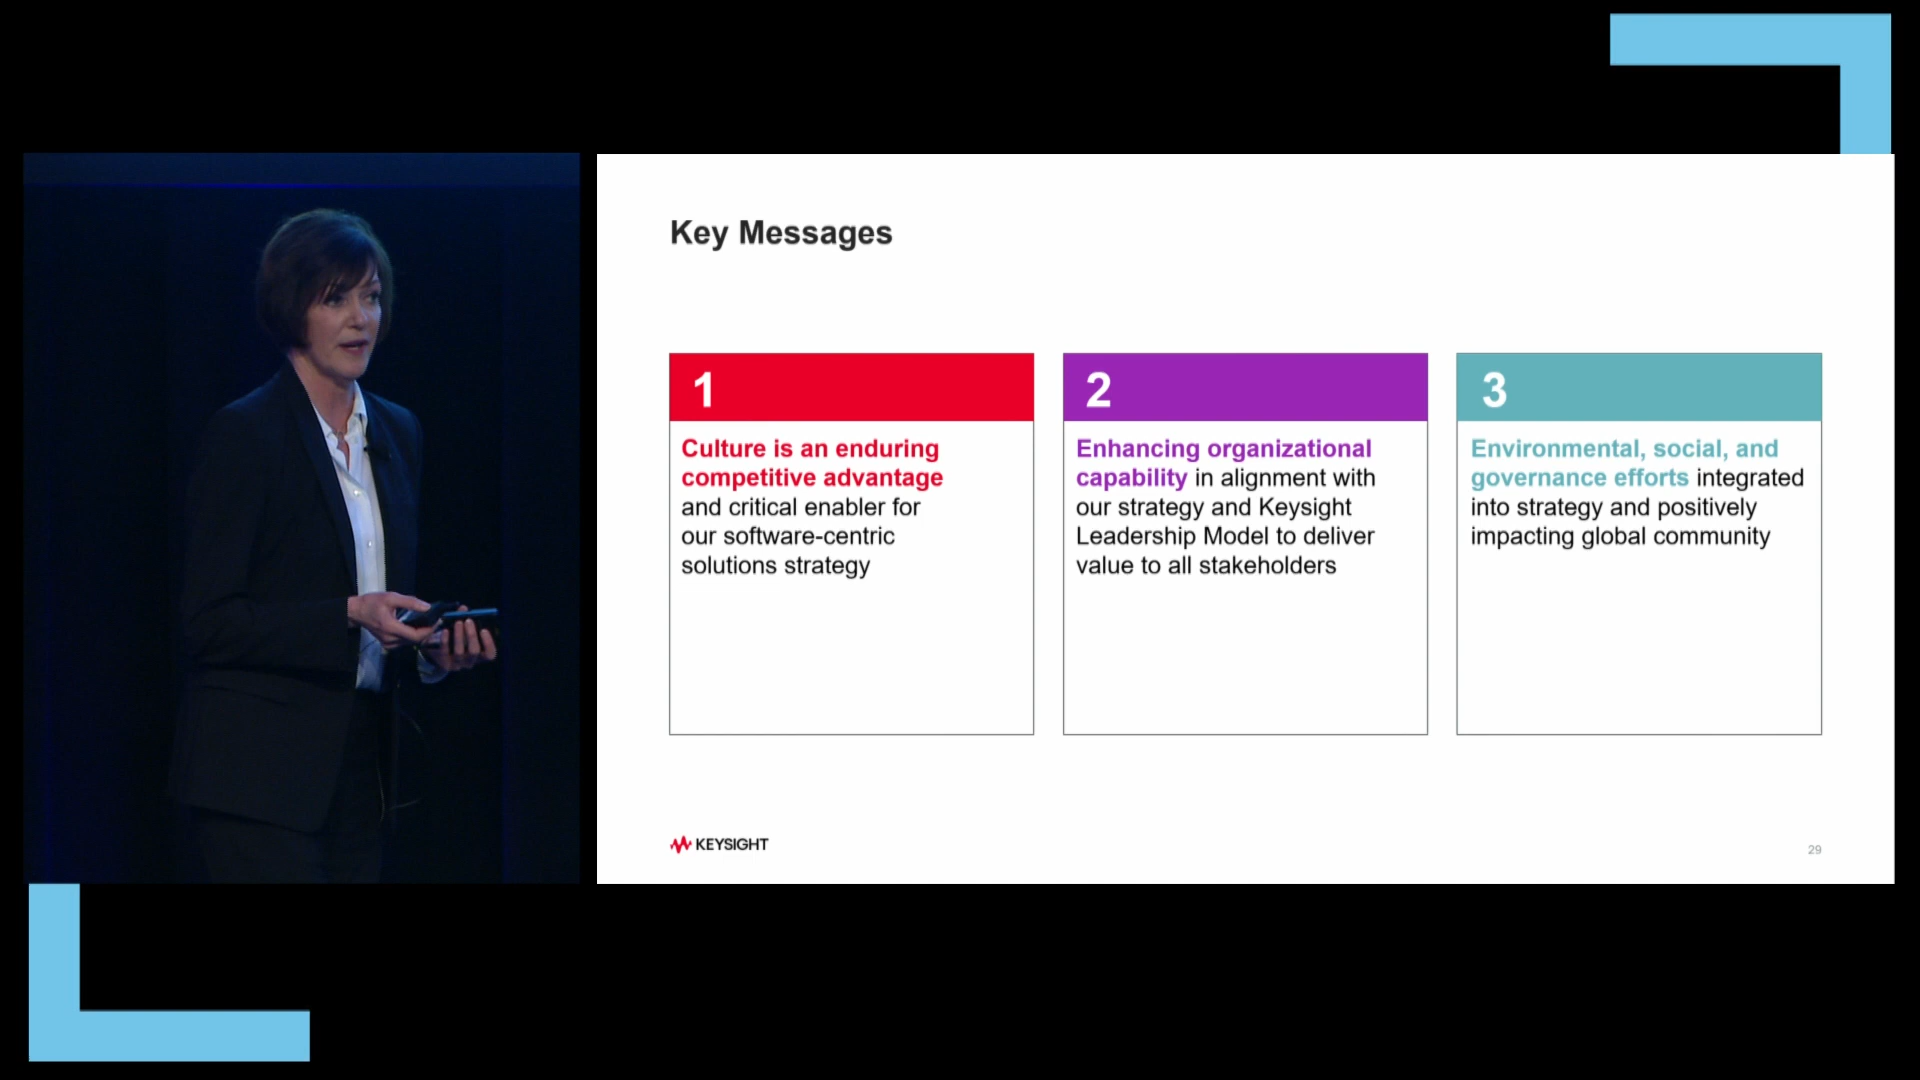 Key Messages
1
Culture is an enduring
competitive advantage
and critical enabler for
our software-centric
solutions strategy
2
Enhancing organizational
capability in alignment with
our strategy and Keysight
Leadership Model to deliver
value to all stakeholders
3
Environmental, social, and
governance efforts integrated
into strategy and positively
impacting global community
KEYSIGHT
29